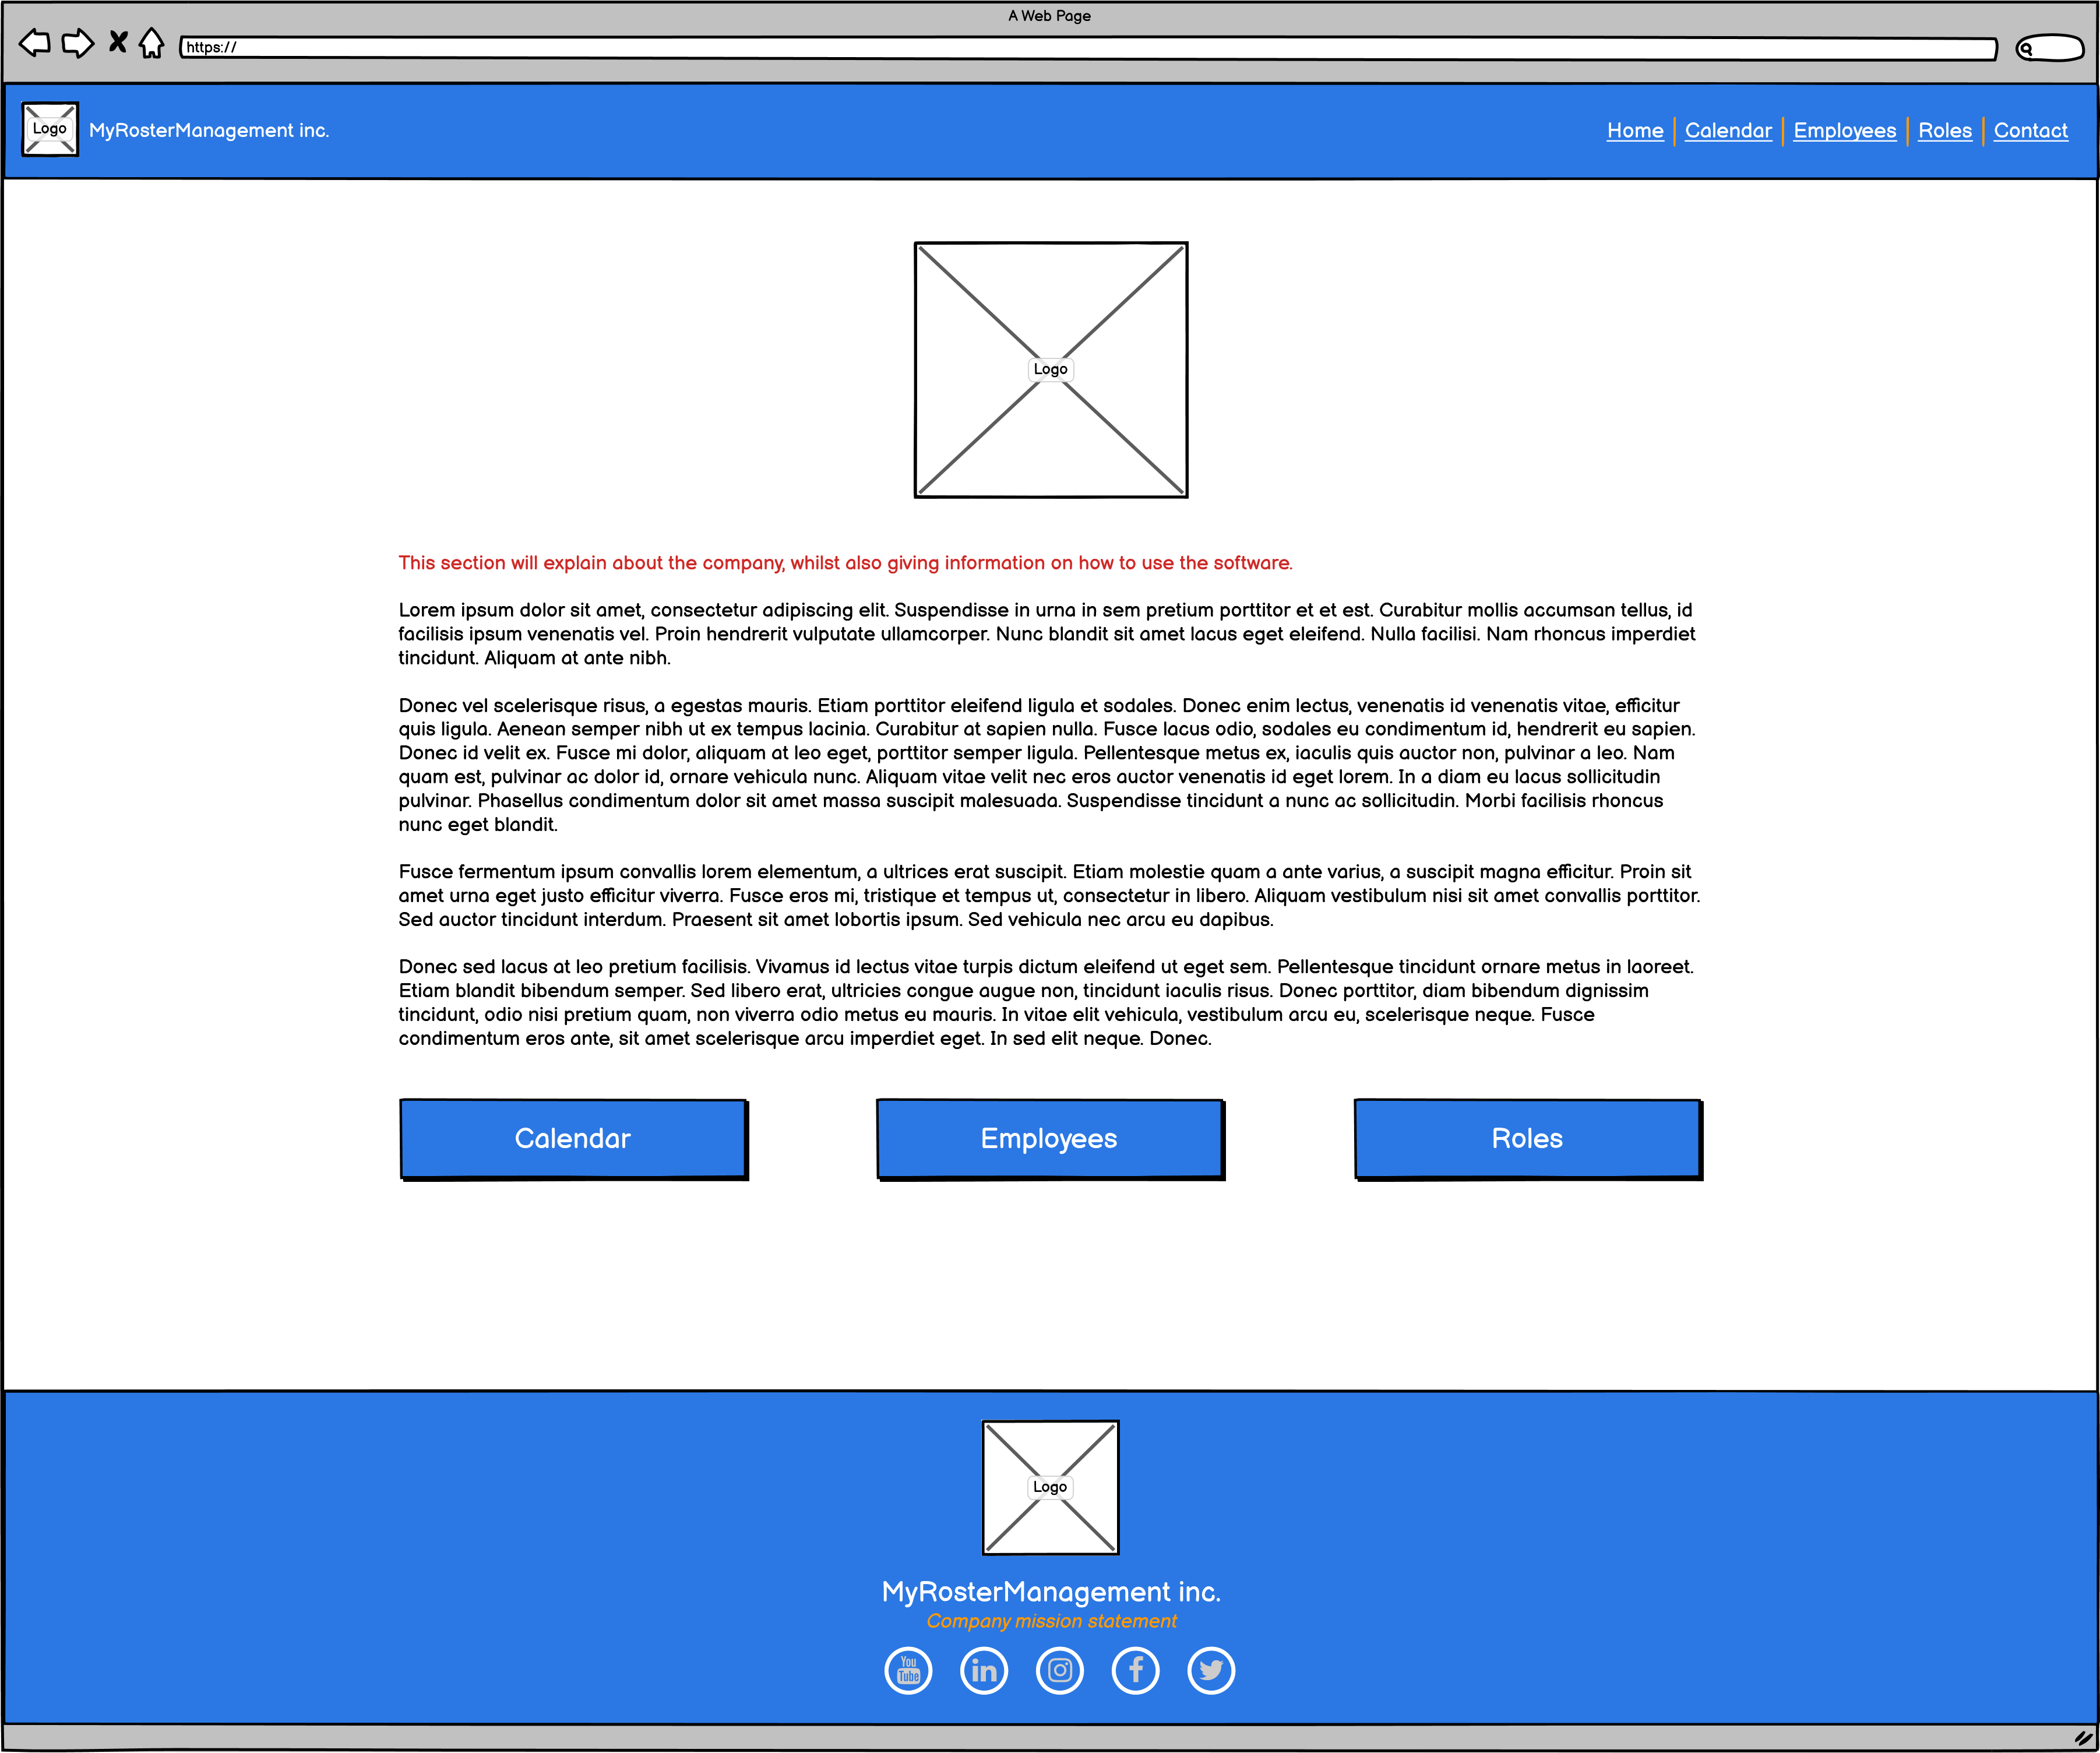 A Web Page
https://
Logo
MyRosterManagement inc.
Home Calendar Employees Roles Contact
Logo
This section will explain about the company, whilst also giving information on how to use the software.
Lorem ipsum dolor sit amet, consectetur adipiscing elit. Suspendisse in urna in sem pretium porttitor et et est. Curabitur mollis accumsan tellus, id
facilisis ipsum venenatis vel. Proin hendrerit vulputate ullamcorper. Nunc blandit sit amet lacus eget eleifend. Nulla facilisi. Nam rhoncus imperdiet
tincidunt. Aliquam at ante nibh.
Donec vel scelerisque risus, a egestas mauris. Etiam porttitor eleifend ligula et sodales. Donec enim lectus, venenatis id venenatis vitae, efficitur
quis ligula. Aenean semper nibh ut ex tempus lacinia. Curabitur at sapien nulla. Fusce lacus odio, sodales eu condimentum id, hendrerit eu sapien.
Donec id velit ex. Fusce mi dolor, aliquam at leo eget, porttitor semper ligula. Pellentesque metus ex, iaculis quis auctor non, pulvinar a leo. Nam
quam est, pulvinar ac dolor id, ornare vehicula nunc. Aliquam vitae velit nec eros auctor venenatis id eget lorem. In a diam eu lacus sollicitudin
pulvinar. Phasellus condimentum dolor sit amet massa suscipit malesuada. Suspendisse tincidunt a nunc ac sollicitudin. Morbi facilisis rhoncus
nunc eget blandit.
Fusce fermentum ipsum convallis lorem elementum, a ultrices erat suscipit. Etiam molestie quam a ante varius, a suscipit magna efficitur. Proin sit
amet urna eget justo efficitur viverra. Fusce eros mi, tristique et tempus ut, consectetur in libero. Aliquam vestibulum nisi sit amet convallis porttitor.
Sed auctor tincidunt interdum. Praesent sit amet lobortis ipsum. Sed vehicula nec arcu eu dapibus.
Donec sed lacus at leo pretium facilisis. Vivamus id lectus vitae turpis dictum eleifend ut eget sem. Pellentesque tincidunt ornare metus in laoreet.
Etiam blandit bibendum semper. Sed libero erat, ultricies congue augue non, tincidunt iaculis risus. Donec porttitor, diam bibendum dignissim
tincidunt, odio nisi pretium quam, non viverra odio metus eu mauris. In vitae elit vehicula, vestibulum arcu eu, scelerisque neque. Fusce
condimentum eros ante, sit amet scelerisque arcu imperdiet eget. In sed elit neque. Donec.
Calendar
Employees
Roles
Logo
MyRosterManagement inc.
Company mission statement
You
Tube
in